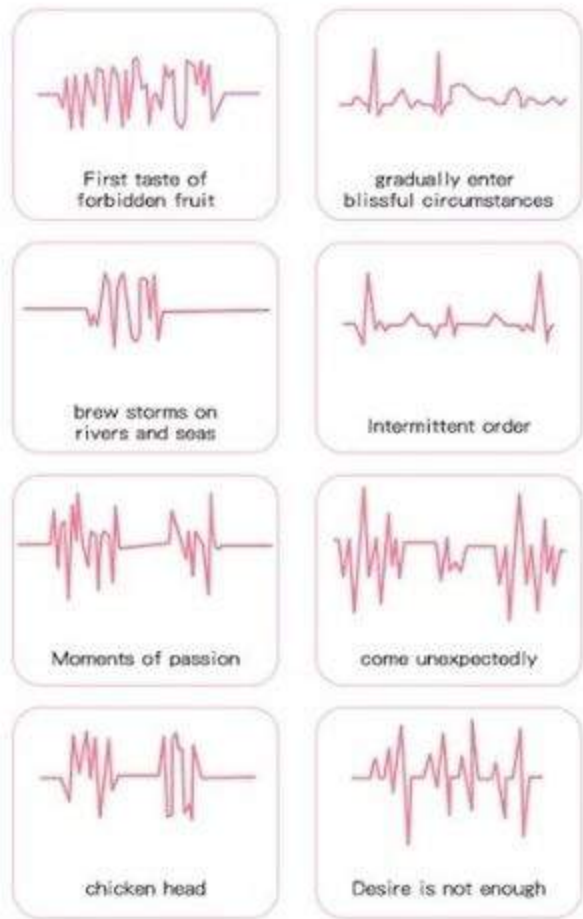 First taste of
forbidden fruit
gradually enter
blissful circumstances
brew storms on
rivers and seas
Intermittent order
Moments of passion
come unexpectedly
chicken head
Desire is not enough